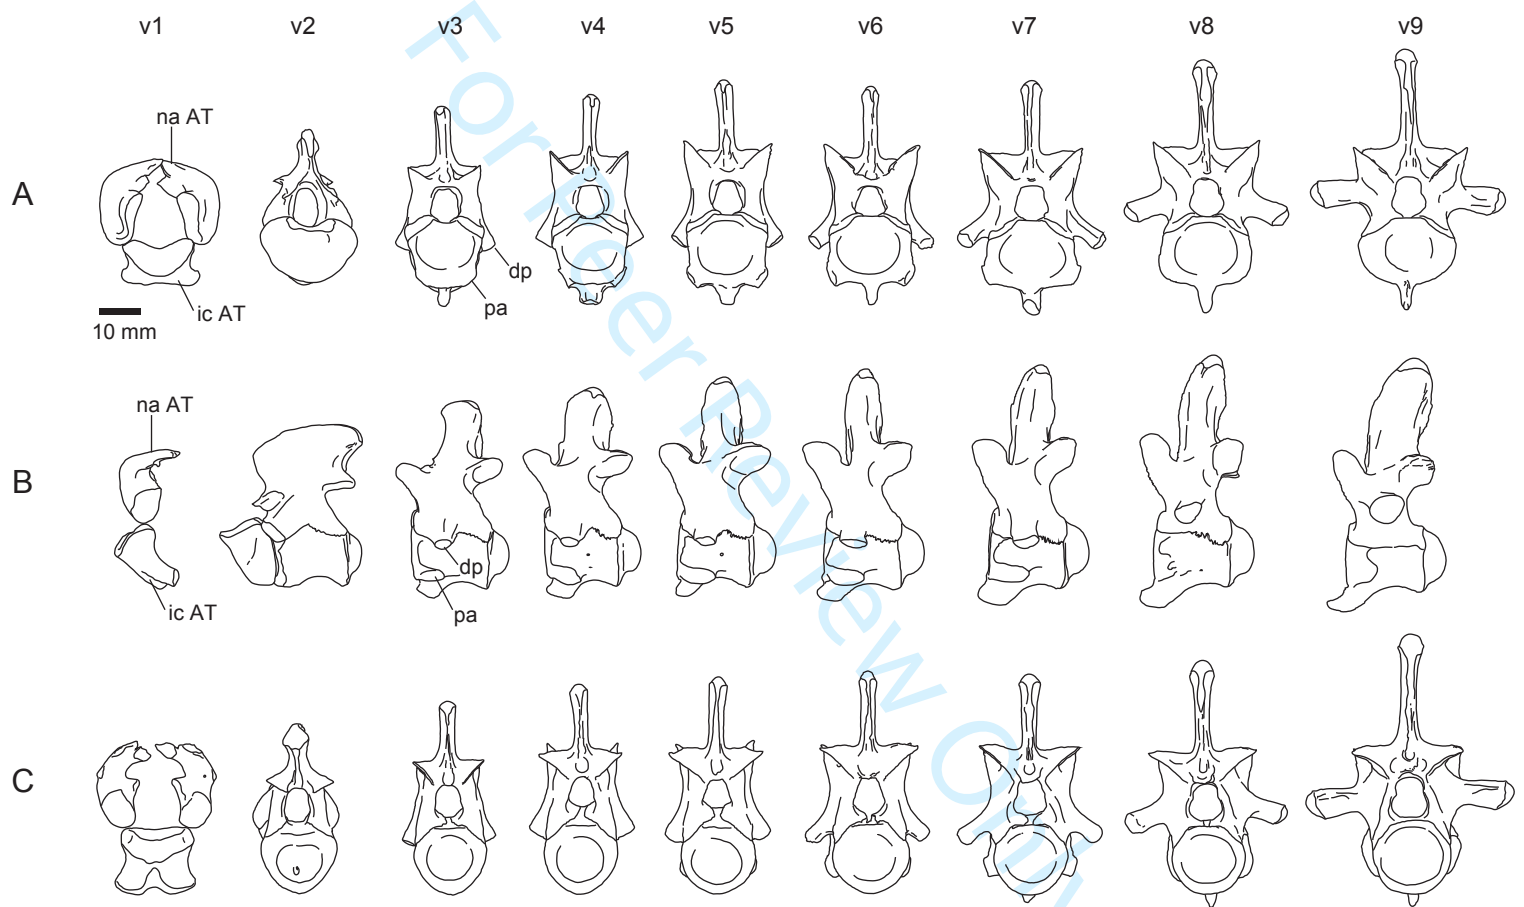 v1 v2 v3 v4 v5 v6 v7 v8 v9
A
na AT
ic AT
10 mm
dp
pa
B
na AT
ic AT
dp
pa
C
For Peer Review Only